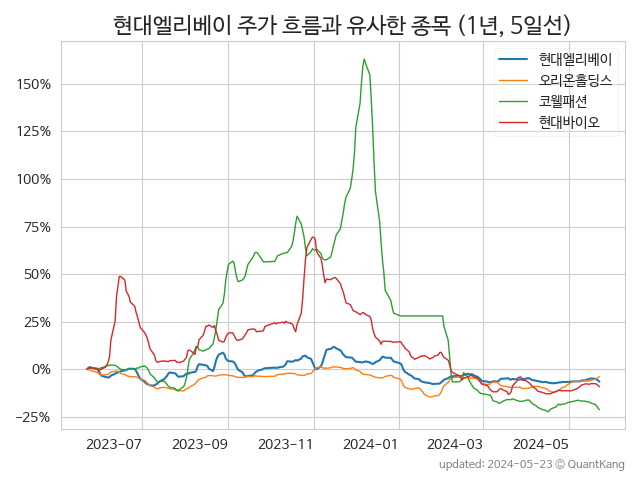 현대엘리베이 주가 흐름과 유사한 종목 (1년, 5일선)
현대엘리베이
오리온홀딩스
코웰패션
현대바이오
150%
125%
100%
75%
50%
25%
0%
−25%
2023-07 2023-09 2023-11 2024-01 2024-03 2024-05
updated: 2024-05-23 © QuantKang